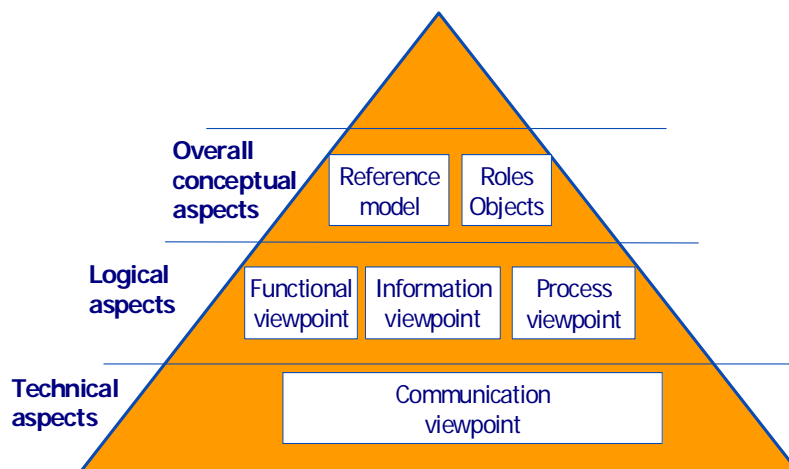 Overall
conceptual
aspects
Reference
model
Roles
Objects
Logical
aspects
Functional
viewpoint
Information
viewpoint
Process
viewpoint
Technical
aspects
Communication
viewpoint